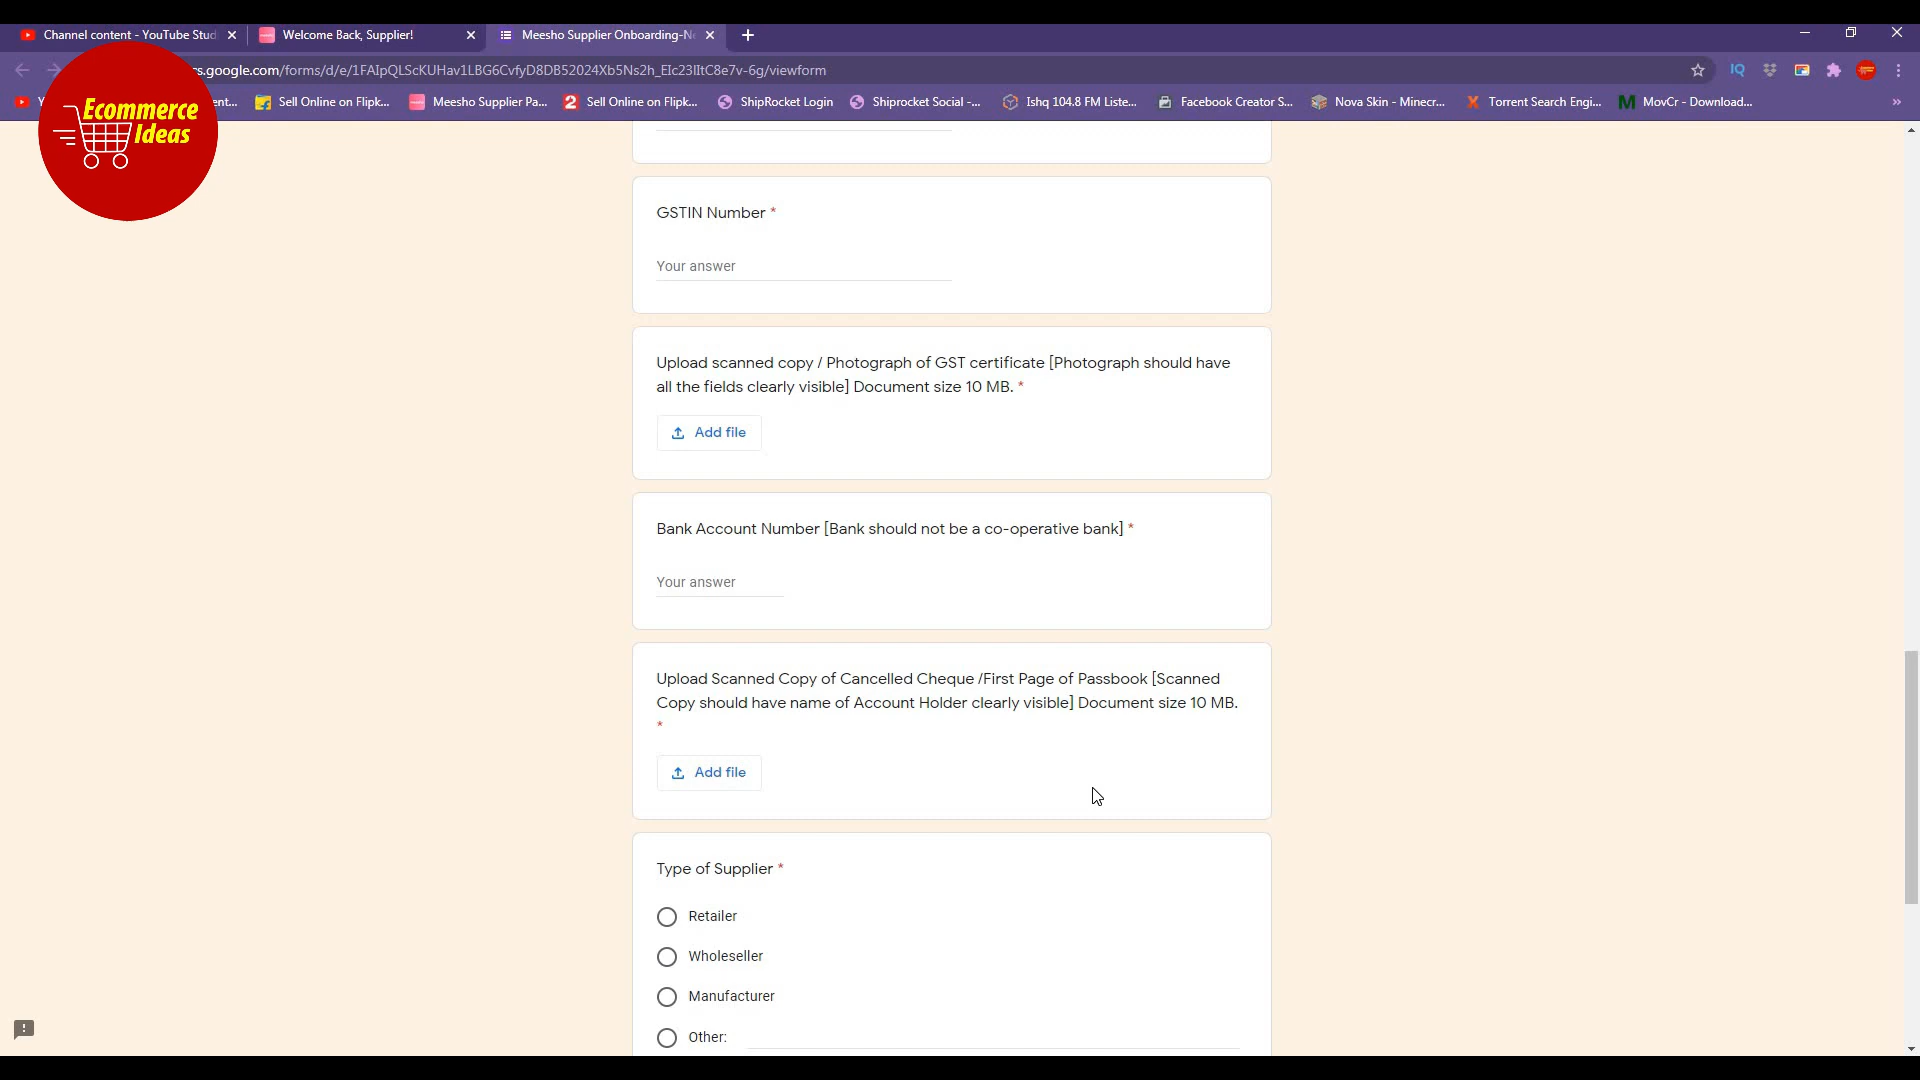 Channel content - YouTube Stud
Welcome Back, Supplier!
Meesho Supplier Onboarding-Ne
.google.com/forms/d/e/1FAIpQLScKUHav1LBG6CvfyD8DB52024Xb5Ns2h_EIc23lItC8e7v-6g/viewform
IQ
Sell Online on Flipk...
Meesho Supplier Pa...
2
Sell Online on Flipk...
ShipRocket Login
Shiprocket Social -...
Ishq 104.8 FM Liste...
Facebook Creator S...
Nova Skin - Minecr...
X
Torrent Search Engi...
M
MovCr - Download...
»
Ecommerce
Ideas
GSTIN Number *
Your answer
Upload scanned copy / Photograph of GST certificate [Photograph should have
all the fields clearly visible] Document size 10 MB. *
Add file
Bank Account Number [Bank should not be a co-operative bank] *
Your answer
Upload Scanned Copy of Cancelled Cheque /First Page of Passbook [Scanned
Copy should have name of Account Holder clearly visible] Document size 10 MB.
*
Add file
Type of Supplier *
Retailer
Wholeseller
Manufacturer
Other: